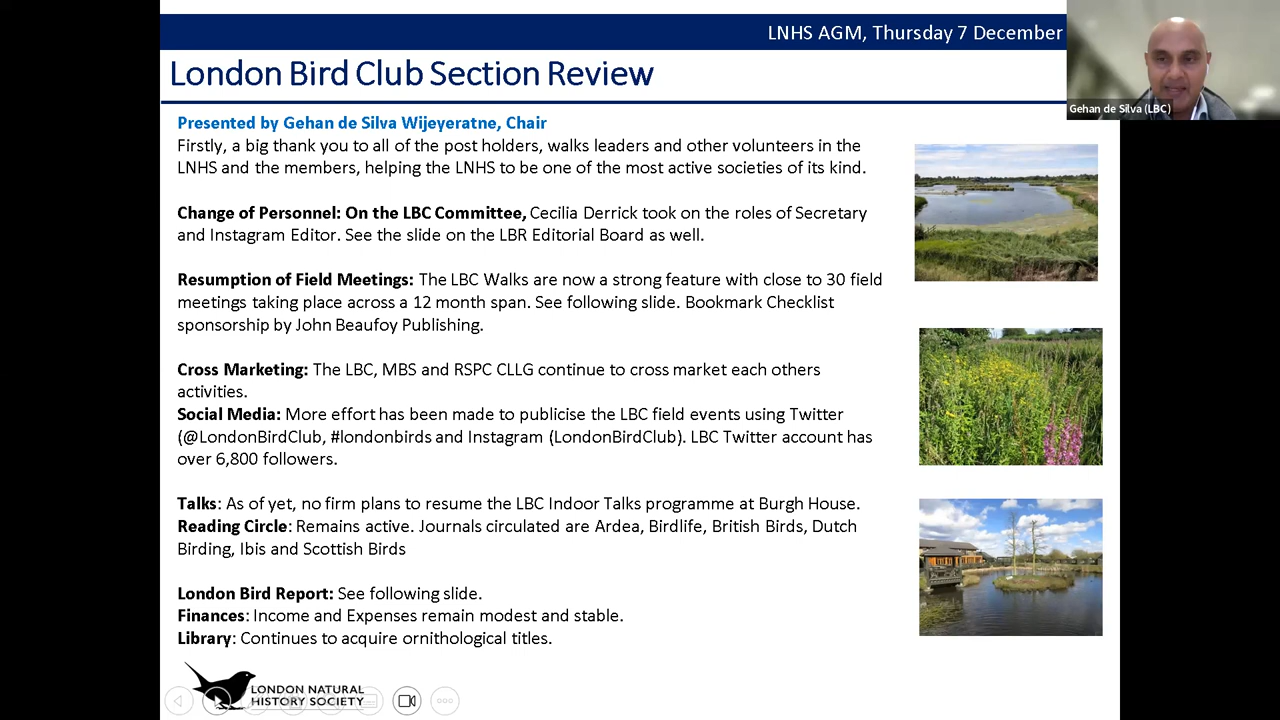 LNHS AGM, Thursday 7 December
London Bird Club Section Review
Gehan de Silva (LBC)
Presented by Gehan de Silva Wijeyeratne, Chair
Firstly, a big thank you to all of the post holders, walks leaders and other volunteers in the
LNHS and the members, helping the LNHS to be one of the most active societies of its kind.
Change of Personnel: On the LBC Committee, Cecilia Derrick took on the roles of Secretary
and Instagram Editor. See the slide on the LBR Editorial Board as well.
Resumption of Field Meetings: The LBC Walks are now a strong feature with close to 30 field
meetings taking place across a 12 month span. See following slide. Bookmark Checklist
sponsorship by John Beaufoy Publishing.
Cross Marketing: The LBC, MBS and RSPC CLLG continue to cross market each others
activities.
Social Media: More effort has been made to publicise the LBC field events using Twitter
(@LondonBirdClub, #londonbirds and Instagram (LondonBirdClub). LBC Twitter account has
over 6,800 followers.
Talks: As of yet, no firm plans to resume the LBC Indoor Talks programme at Burgh House.
Reading Circle: Remains active. Journals circulated are Ardea, Birdlife, British Birds, Dutch
Birding, Ibis and Scottish Birds
London Bird Report: See following slide.
Finances: Income and Expenses remain modest and stable.
Library: Continues to acquire ornithological titles.
LONDON NATURAL
HISTORY SOCIETY